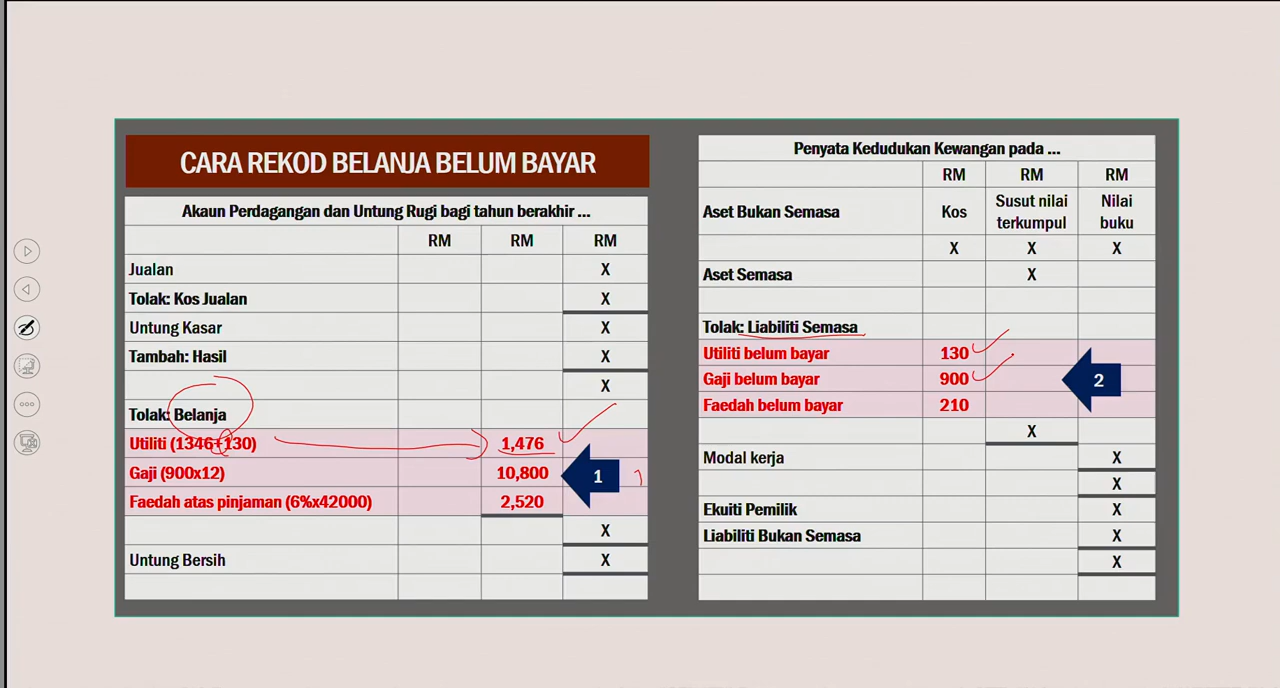 CARA REKOD BELANJA BELUM BAYAR
Akaun Perdagangan dan Untung Rugi bagi tahun berakhir ...
RM RM RM
Jualan X
Tolak: Kos Jualan X
Untung Kasar X
Tambah: Hasil X
X
Tolak: Belanja
Utiliti (1346+130) 1,476
Gaji (900x12) 10,800
1
Faedah atas pinjaman (6%x42000) 2,520
X
Untung Bersih X
Penyata Kedudukan Kewangan pada ...
RM RM RM
Aset Bukan Semasa Kos Susut nilai terkumpul Nilai buku
X X X
Aset Semasa X
Tolak: Liabiliti Semasa
Utiliti belum bayar 130
Gaji belum bayar 900
2
Faedah belum bayar 210
X
Modal kerja X
X
Ekuiti Pemilik X
Liabiliti Bukan Semasa X
X